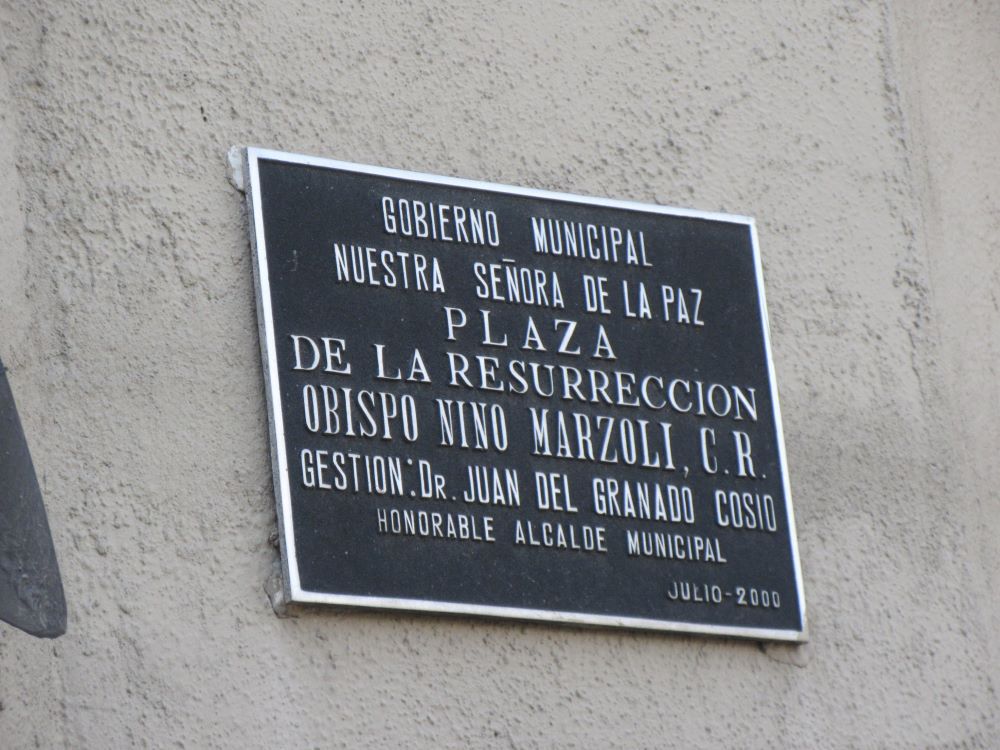 GOBIERNO MUNICIPAL
NUESTRA SEÑORA DE LA PAZ
PLAZA
DE LA RESURRECCION
OBISPO NINO MARZOLI, C.R.
GESTION: DR. JUAN DEL GRANADO COSIO
HONORABLE ALCALDE MUNICIPAL
JULIO-2000